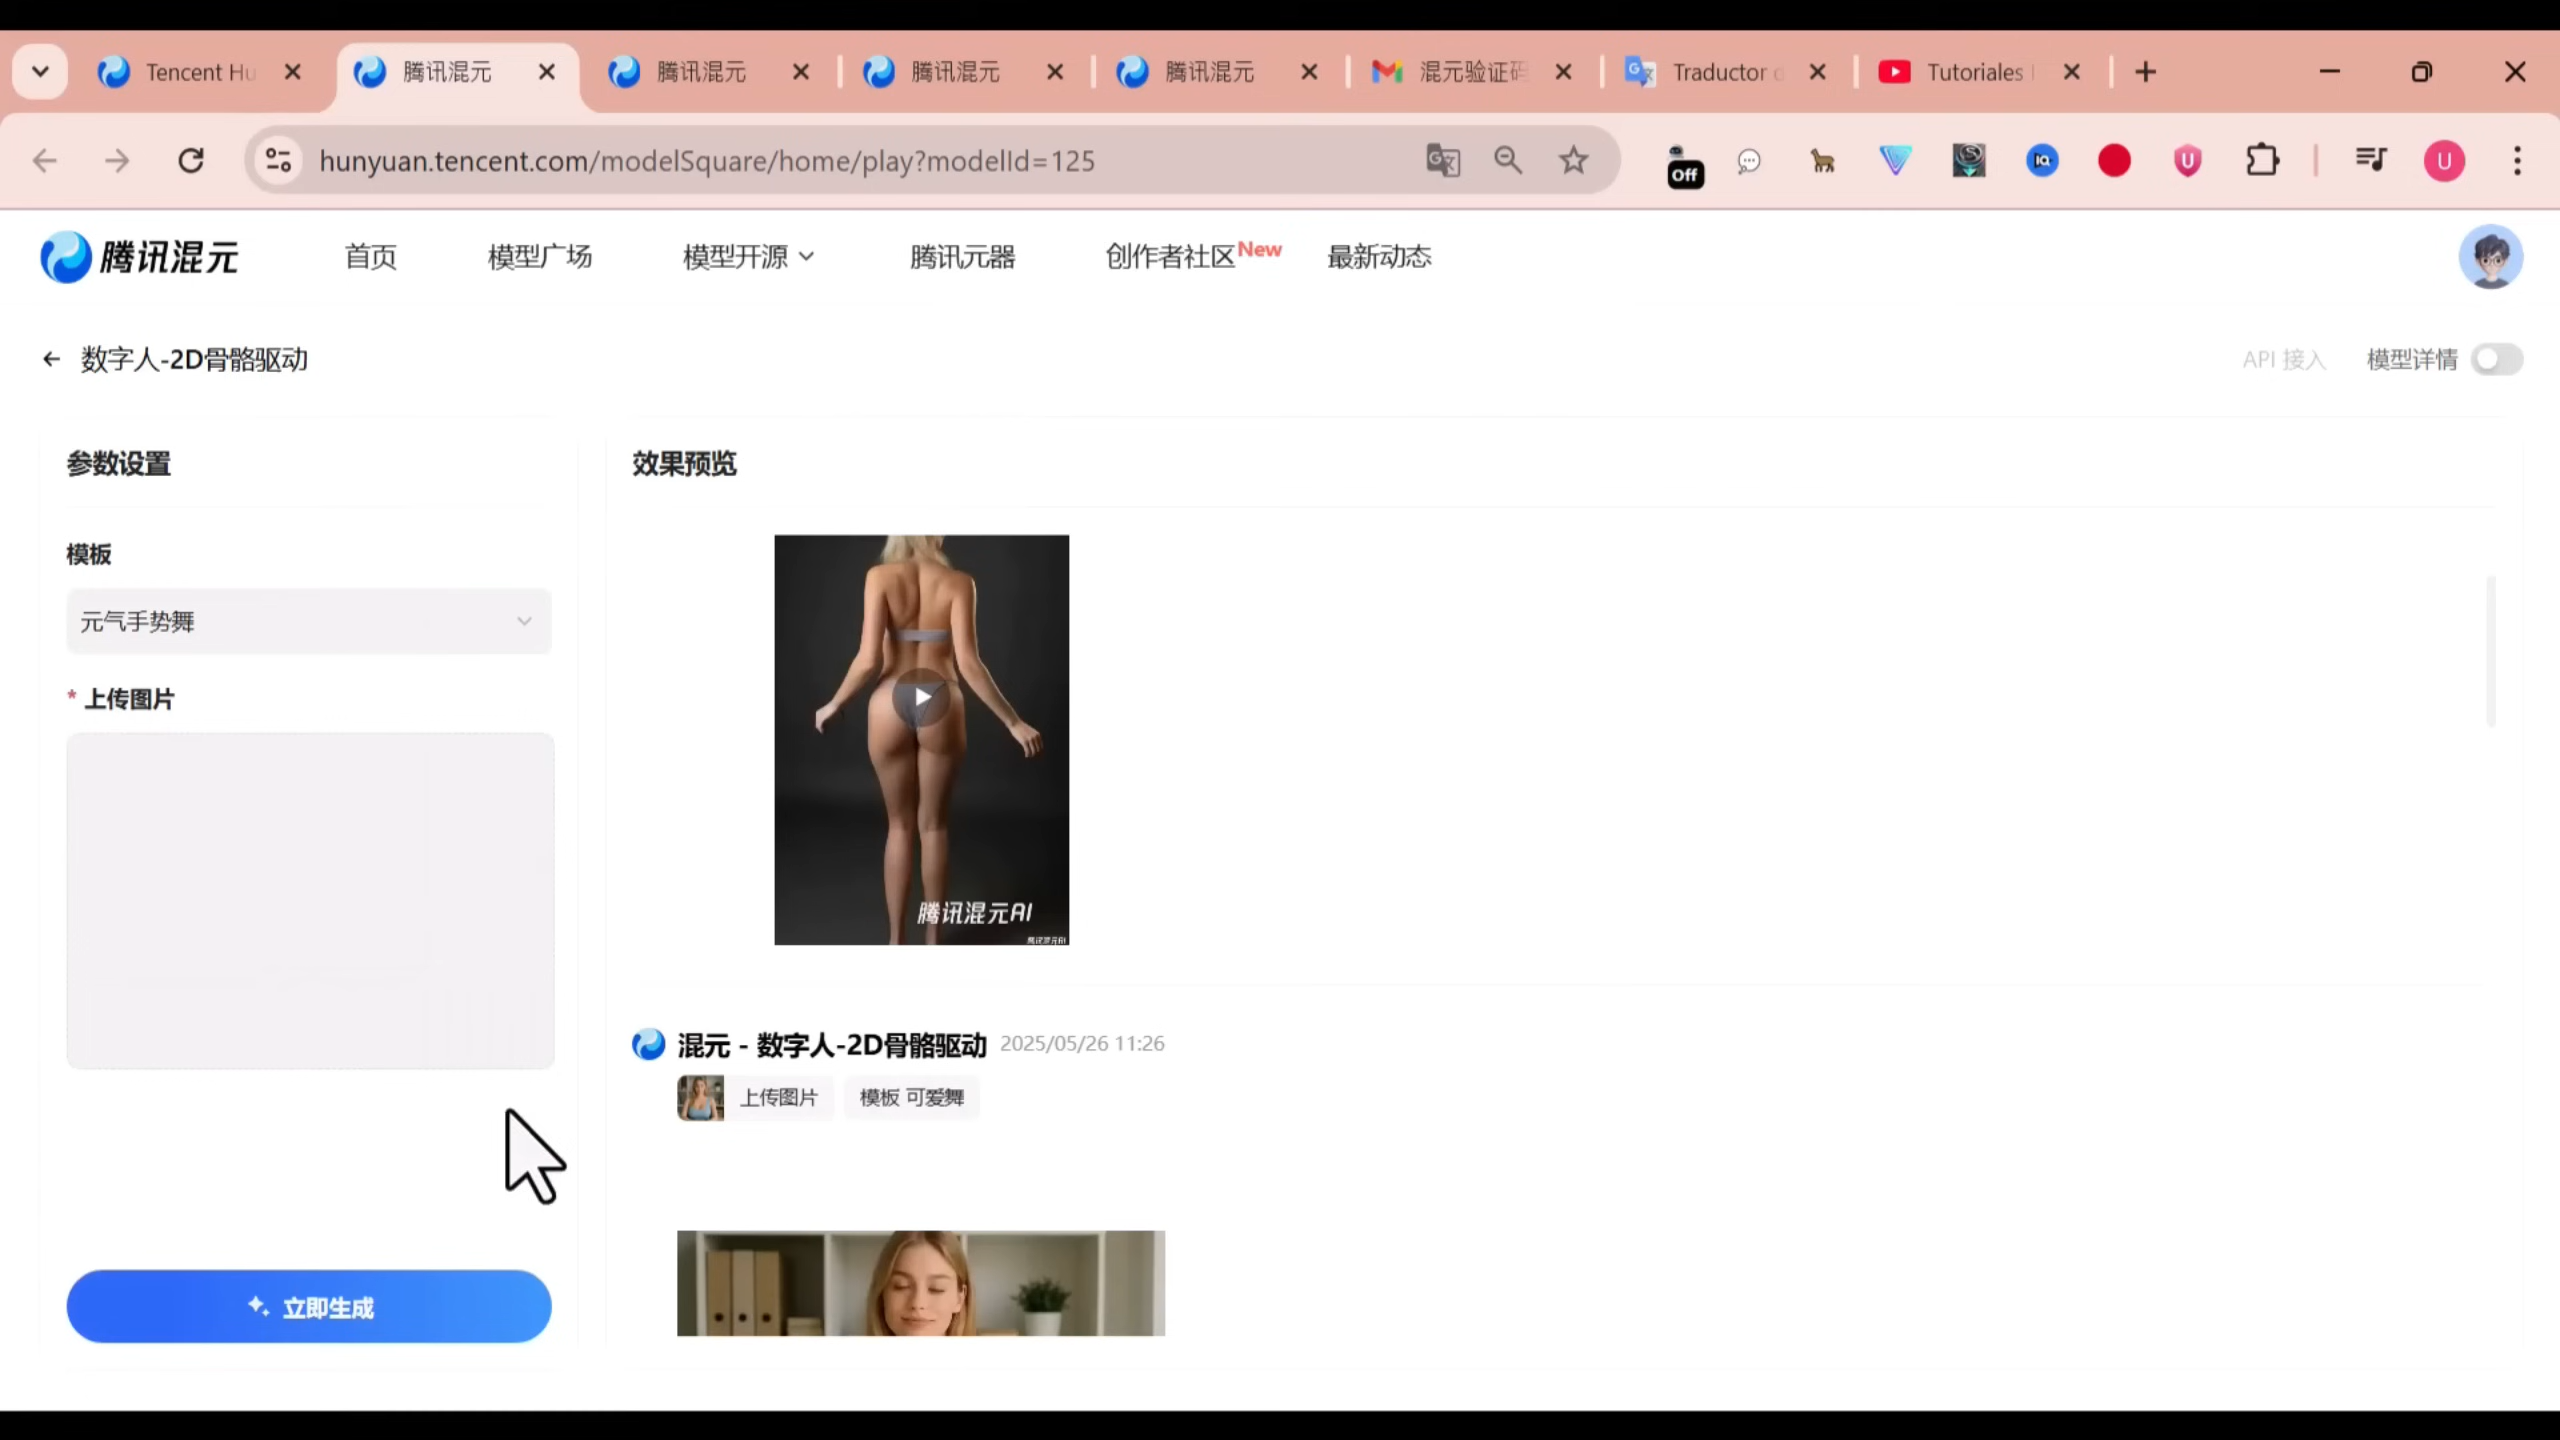 Tencent Hu
腾讯混元
腾讯混元
腾讯混元
腾讯混元
混元验证码
Traductor
Tutoriales
hunyuan.tencent.com/modelSquare/home/play?modelId=125
Off
IA
U
U
腾讯混元
首页
模型广场
模型开源
腾讯元器
创作者社区New
最新动态
数字人-2D骨骼驱动
API 接入
模型详情
参数设置
模板
元气手势舞
* 上传图片
立即生成
效果预览
腾讯混元AI
腾讯混元AI
混元 - 数字人-2D骨骼驱动 2025/05/26 11:26
上传图片
模板 可爱舞